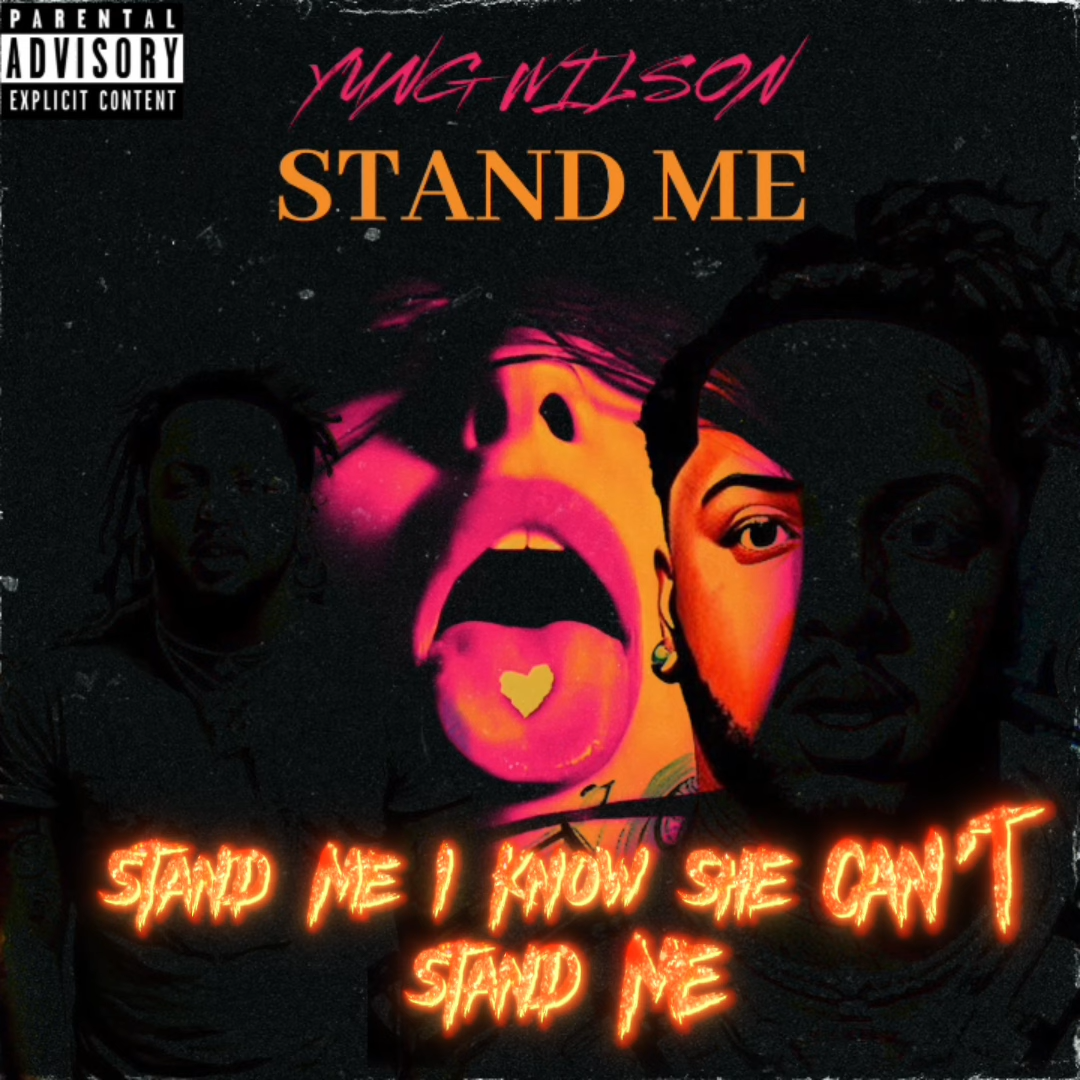 PARENTAL
ADVISORY
EXPLICIT CONTENT
YUNG WILSON
STAND ME
STAND ME I KNOW SHE CAN'T
STAND ME